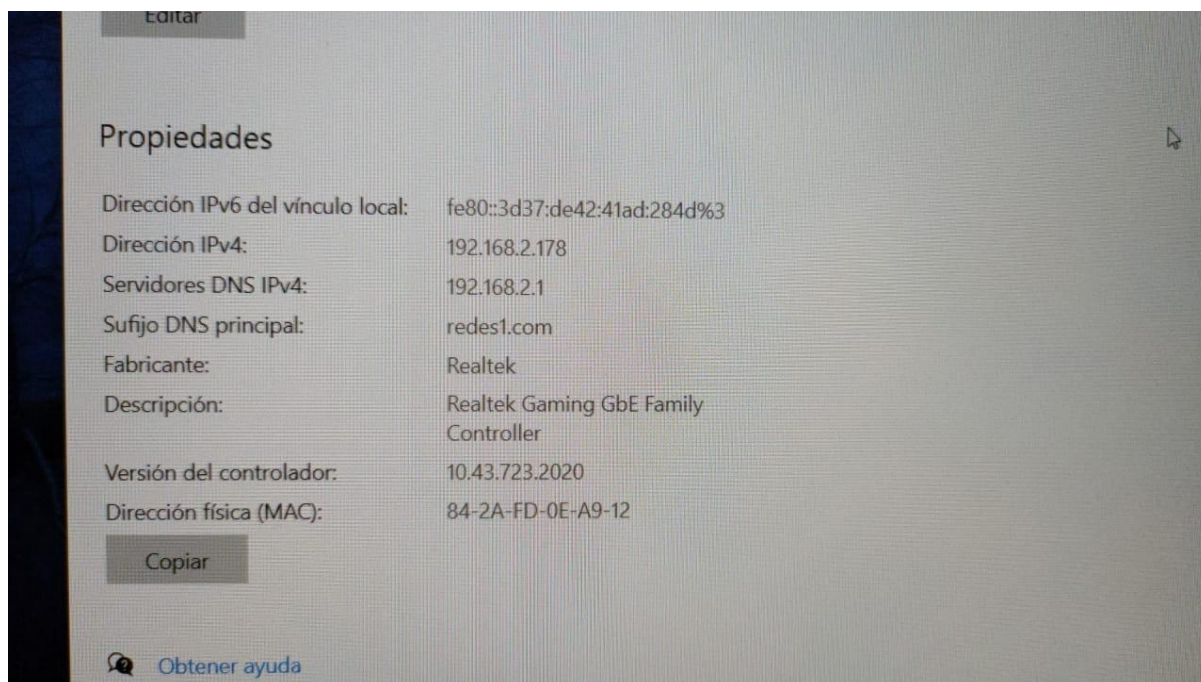 Editar
Propiedades
Dirección IPv6 del vínculo local: fe80::3d37:de42:41ad:284d%3
Dirección IPv4: 192.168.2.178
Servidores DNS IPv4: 192.168.2.1
Sufijo DNS principal: redes1.com
Fabricante: Realtek
Descripción: Realtek Gaming GbE Family
Controller
Versión del controlador: 10.43.723.2020
Dirección física (MAC): 84-2A-FD-0E-A9-12
Copiar
Obtener ayuda